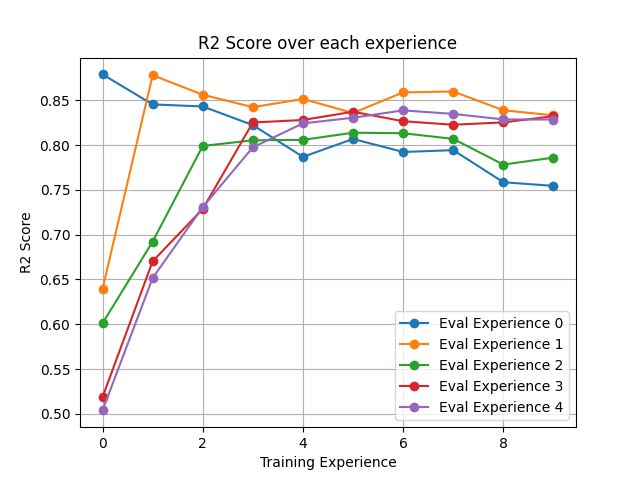 R2 Score over each experience
R2 Score
0.85
0.80
0.75
0.70
0.65
0.60
0.55
0.50
0 2 4 6 8
Training Experience
Eval Experience 0
Eval Experience 1
Eval Experience 2
Eval Experience 3
Eval Experience 4